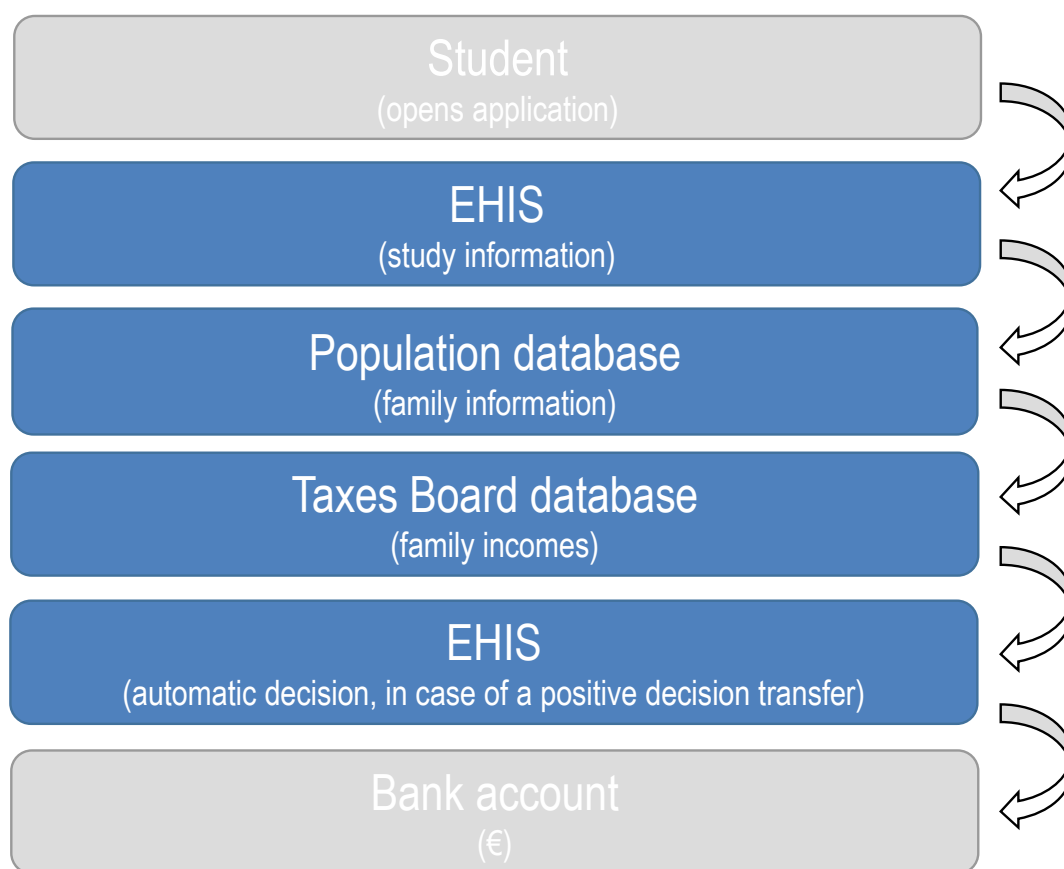 Student
(opens application)
EHIS
(study information)
Population database
(family information)
Taxes Board database
(family incomes)
EHIS
(automatic decision, in case of a positive decision transfer)
Bank account
(€)